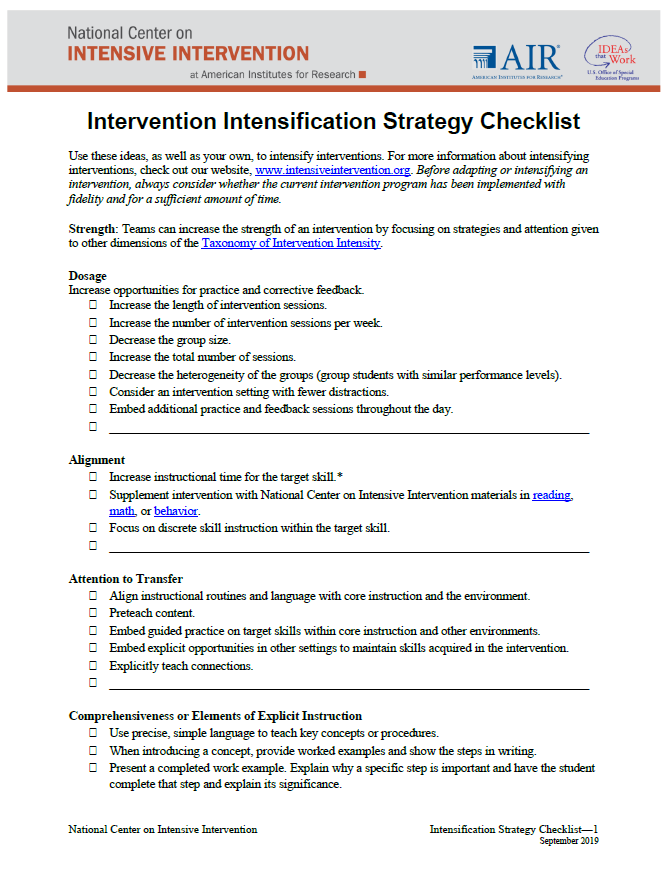 National Center on
INTENSIVE INTERVENTION
at American Institutes for Research ■
AIR®
AMERICAN INSTITUTES FOR RESEARCH®
IDEAs
that
Work
U.S. Office of Special
Education Programs
Intervention Intensification Strategy Checklist
Use these ideas, as well as your own, to intensify interventions. For more information about intensifying
interventions, check out our website, www.intensiveintervention.org. Before adapting or intensifying an
intervention, always consider whether the current intervention program has been implemented with
fidelity and for a sufficient amount of time.
Strength: Teams can increase the strength of an intervention by focusing on strategies and attention given
to other dimensions of the Taxonomy of Intervention Intensity.
Dosage
Increase opportunities for practice and corrective feedback.
☐ Increase the length of intervention sessions.
☐ Increase the number of intervention sessions per week.
☐ Decrease the group size.
☐ Increase the total number of sessions.
☐ Decrease the heterogeneity of the groups (group students with similar performance levels).
☐ Consider an intervention setting with fewer distractions.
☐ Embed additional practice and feedback sessions throughout the day.
☐
Alignment
☐ Increase instructional time for the target skill.*
☐ Supplement intervention with National Center on Intensive Intervention materials in reading,
math, or behavior.
☐ Focus on discrete skill instruction within the target skill.
☐
Attention to Transfer
☐ Align instructional routines and language with core instruction and the environment.
☐ Preteach content.
☐ Embed guided practice on target skills within core instruction and other environments.
☐ Embed explicit opportunities in other settings to maintain skills acquired in the intervention.
☐ Explicitly teach connections.
☐
Comprehensiveness or Elements of Explicit Instruction
☐ Use precise, simple language to teach key concepts or procedures.
☐ When introducing a concept, provide worked examples and show the steps in writing.
☐ Present a completed work example. Explain why a specific step is important and have the student
complete that step and explain its significance.
National Center on Intensive Intervention
Intensification Strategy Checklist—1
September 2019